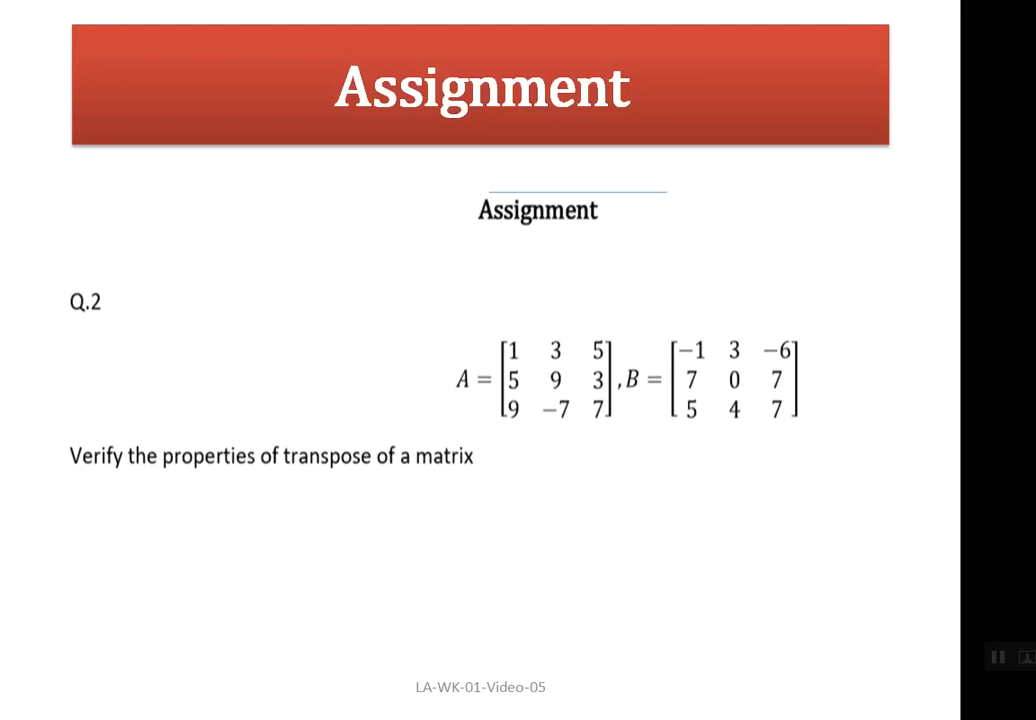 Assignment
Assignment
Q.2
A = [1 3 5; 5 9 3; 9 −7 7], B = [−1 3 −6; 7 0 7; 5 4 7]
Verify the properties of transpose of a matrix
LA-WK-01-Video-05